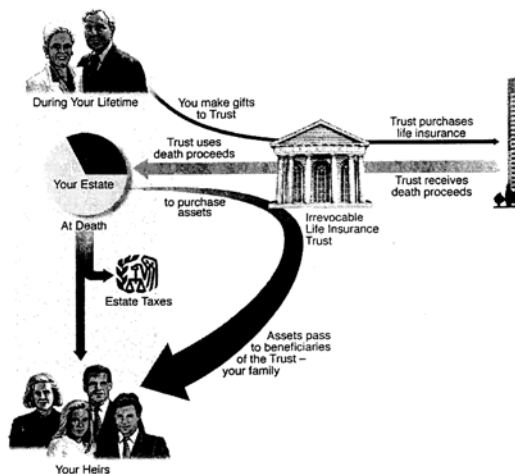 During Your Lifetime
You make gifts
to Trust
Trust purchases
life insurance
Trust uses
death proceeds
Your Estate
Trust receives
death proceeds
to purchase
assets
At Death
Irrevocable
Life Insurance
Trust
Estate Taxes
Assets pass
to beneficiaries
of the Trust –
your family
Your Heirs